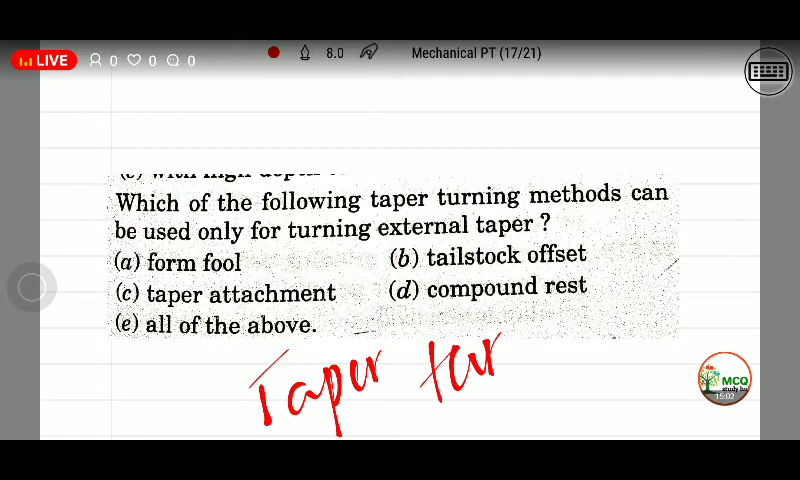 LIVE 0 0 0 8.0 Mechanical PT (17/21)
Which of the following taper turning methods can
be used only for turning external taper ?
(a) form fool (b) tailstock offset
(c) taper attachment (d) compound rest
(e) all of the above.
Taper tur
MCQ
study hu
15:02